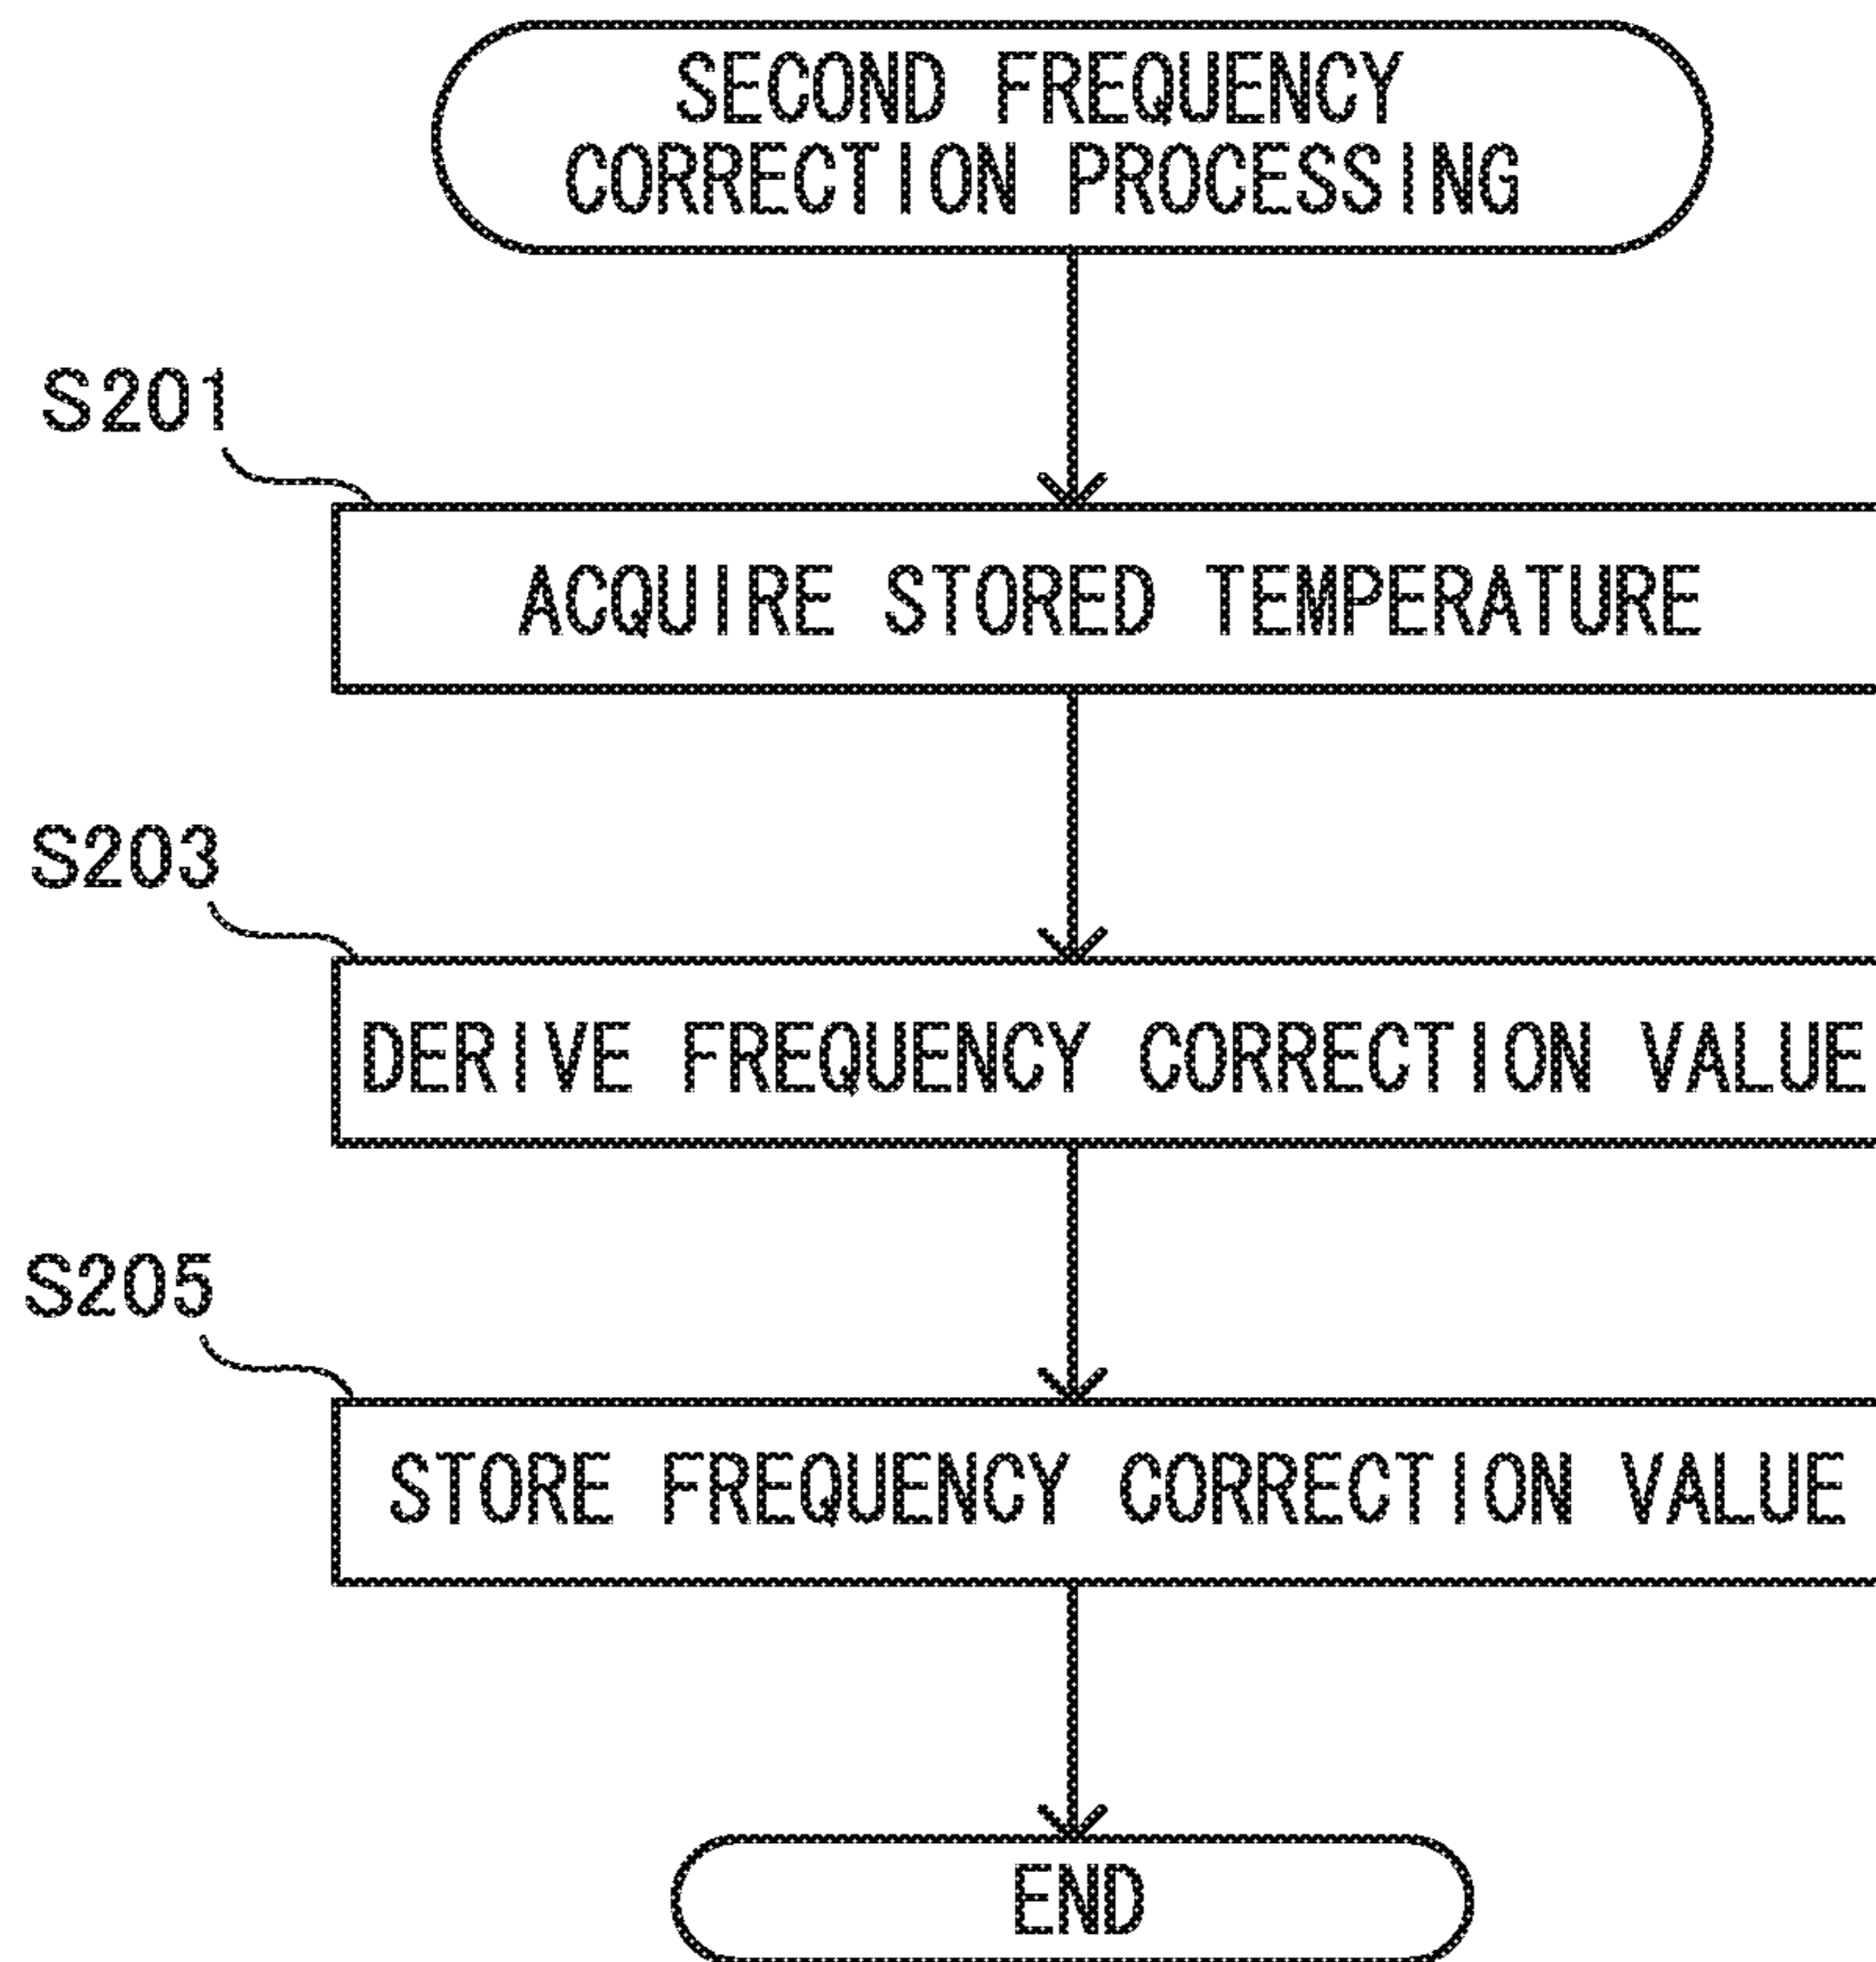 SECOND FREQUENCY
CORRECTION PROCESSING
S201
ACQUIRE STORED TEMPERATURE
S203
DERIVE FREQUENCY CORRECTION VALUE
S205
STORE FREQUENCY CORRECTION VALUE
END